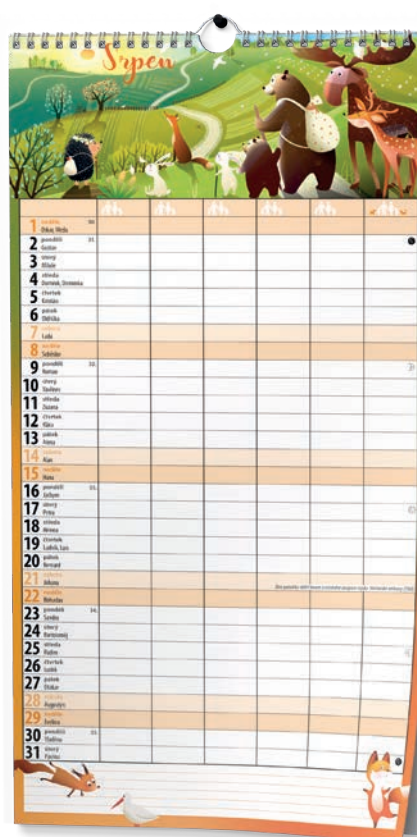 Srpen
1 neděle 30.
Oskar, Věrka
2 pondělí 31.
Gustav
3 úterý
4 středa
Dominik, Dominika
5 čtvrtek
Kristián
6 pátek
Oldřiška
7 sobota
Lada
8 neděle
Soběslav
9 pondělí 32.
Roman
10 úterý
Vavřinec
11 středa
Zuzana
12 čtvrtek
Klára
13 pátek
Alena
14 sobota
Alan
15 neděle
Hana
16 pondělí 33.
Jáchym
17 úterý
Petra
18 středa
Helena
19 čtvrtek
Ludvík
20 pátek
Bernard
21 sobota
Johana
22 neděle
Bohuslav
23 pondělí 34.
Sandra
24 úterý
Bartoloměj
25 středa
Radim
26 čtvrtek
Luděk
27 pátek
Otakar
28 sobota
Augustýn
29 neděle
Evelína
30 pondělí 35.
Vladěna
31 úterý
Pavlína